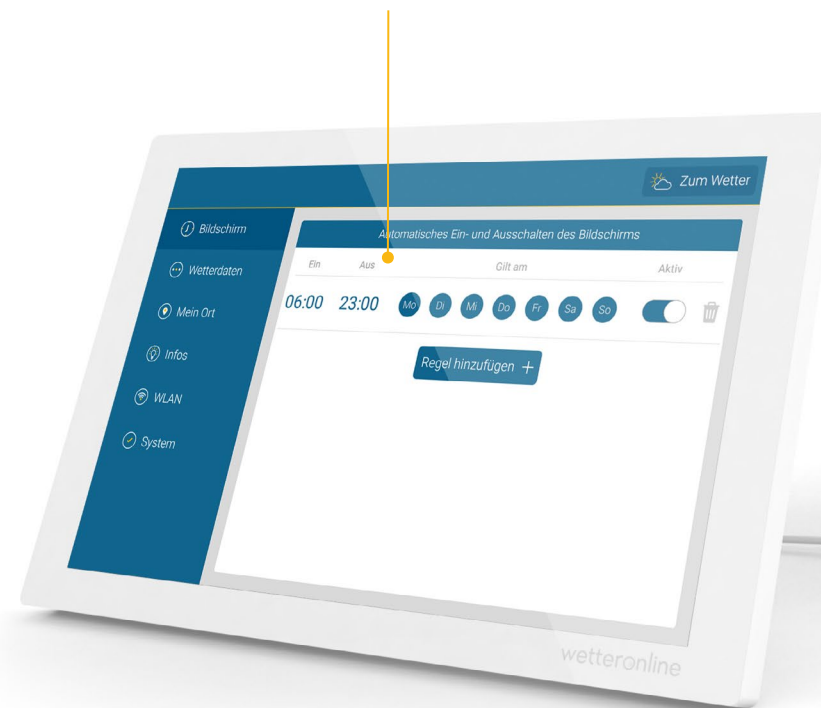 Zum Wetter
Bildschirm
Wetterdaten
Mein Ort
Infos
WLAN
System
Automatisches Ein- und Ausschalten des Bildschirms
Ein Aus Gilt am Aktiv
06:00 23:00 Mo Di Mi Do Fr Sa So
Regel hinzufügen +
wetteronline